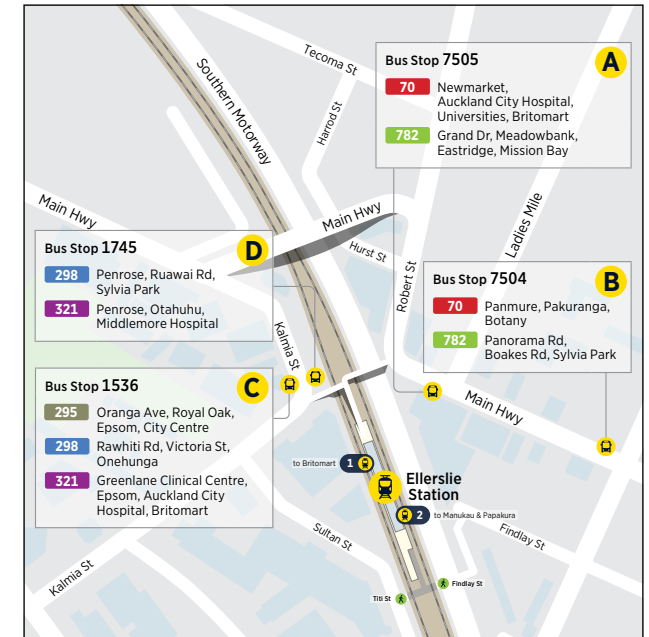 Tecoma St
Southern Motorway
Harrod St
Bus Stop 7505
A
70 Newmarket,
Auckland City Hospital,
Universities, Britomart
782 Grand Dr, Meadowbank,
Eastridge, Mission Bay
Main Hwy
Main Hwy
Hurst St
Robert St
Ladies Mile
Bus Stop 1745
D
298 Penrose, Ruawai Rd,
Sylvia Park
321 Penrose, Otahuhu,
Middlemore Hospital
Bus Stop 7504
B
70 Panmure, Pakuranga,
Botany
782 Panorama Rd,
Boakes Rd, Sylvia Park
Kalmia St
Bus Stop 1536
C
295 Oranga Ave, Royal Oak,
Epsom, City Centre
298 Rawhiti Rd, Victoria St,
Onehunga
321 Greenlane Clinical Centre,
Epsom, Auckland City
Hospital, Britomart
Main Hwy
to Britomart 1
Ellerslie
Station
2 to Manukau & Papakura
Sultan St
Findlay St
Kalmia St
Findlay St
Titi St